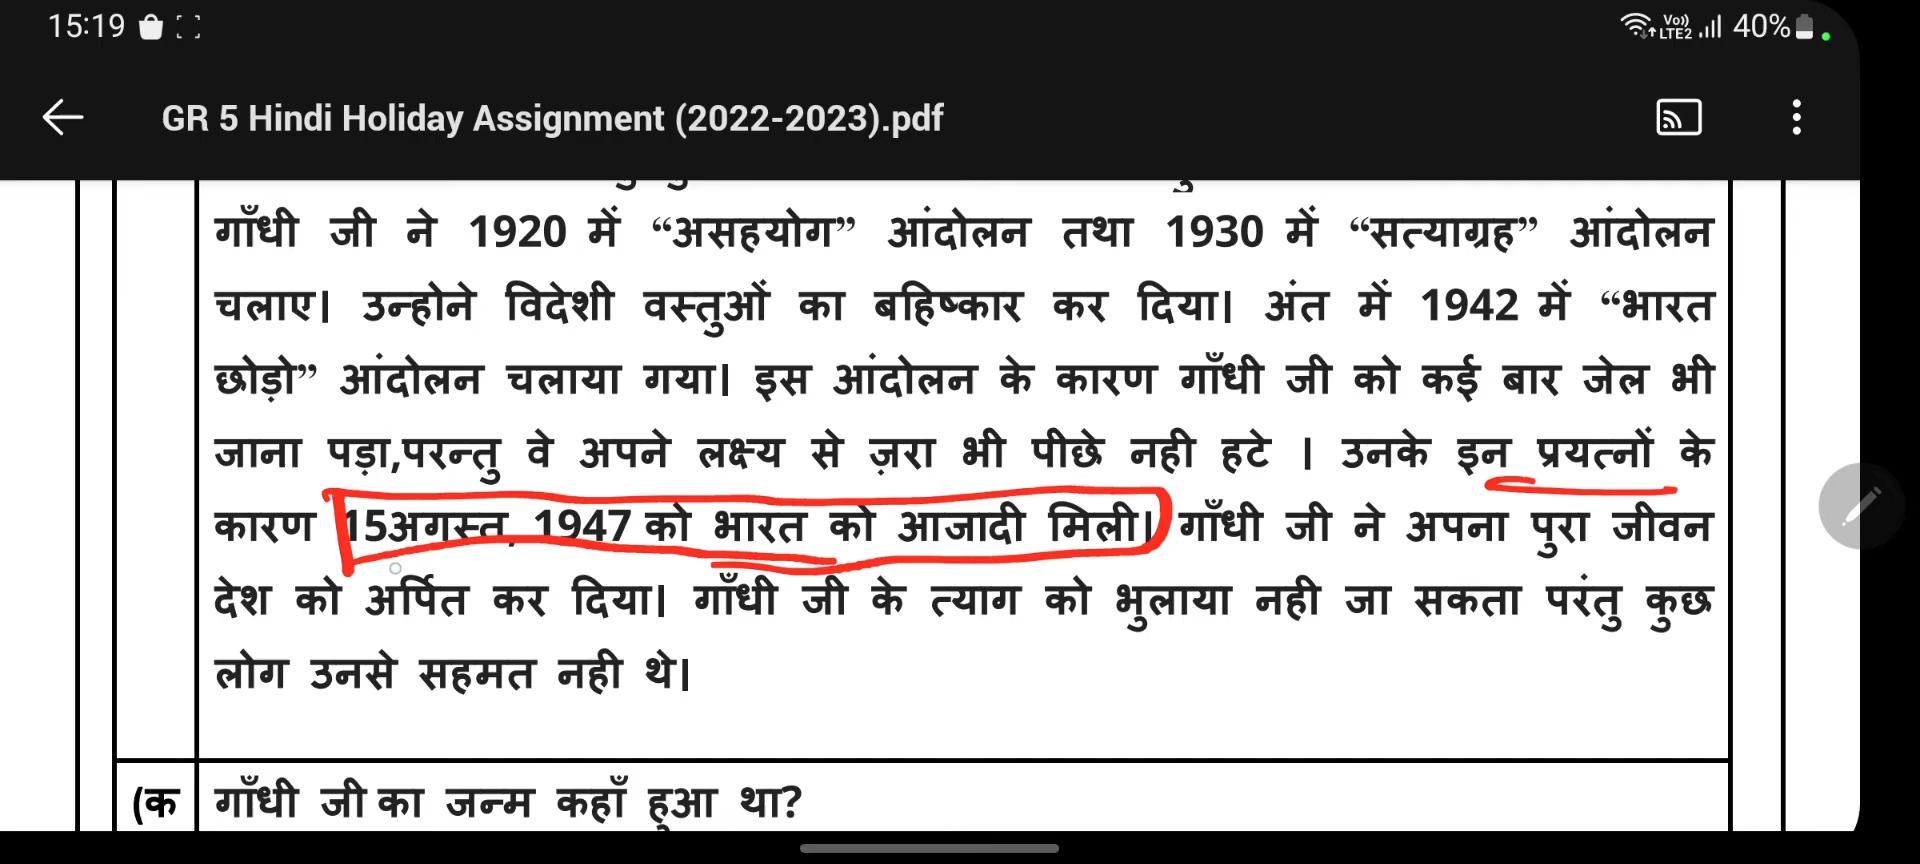 15:19
Vo)) LTE2 40%
GR 5 Hindi Holiday Assignment (2022-2023).pdf
गाँधी जी ने 1920 में “असहयोग” आंदोलन तथा 1930 में “सत्याग्रह” आंदोलन
चलाए। उन्होने विदेशी वस्तुओं का बहिष्कार कर दिया। अंत में 1942 में “भारत
छोड़ो” आंदोलन चलाया गया। इस आंदोलन के कारण गाँधी जी को कई बार जेल भी
जाना पड़ा,परन्तु वे अपने लक्ष्य से ज़रा भी पीछे नही हटे । उनके इन प्रयत्नों के
कारण 15अगस्त, 1947 को भारत को आजादी मिली। गाँधी जी ने अपना पुरा जीवन
देश को अर्पित कर दिया। गाँधी जी के त्याग को भुलाया नही जा सकता परंतु कुछ
लोग उनसे सहमत नही थे।
(क गाँधी जी का जन्म कहाँ हुआ था?